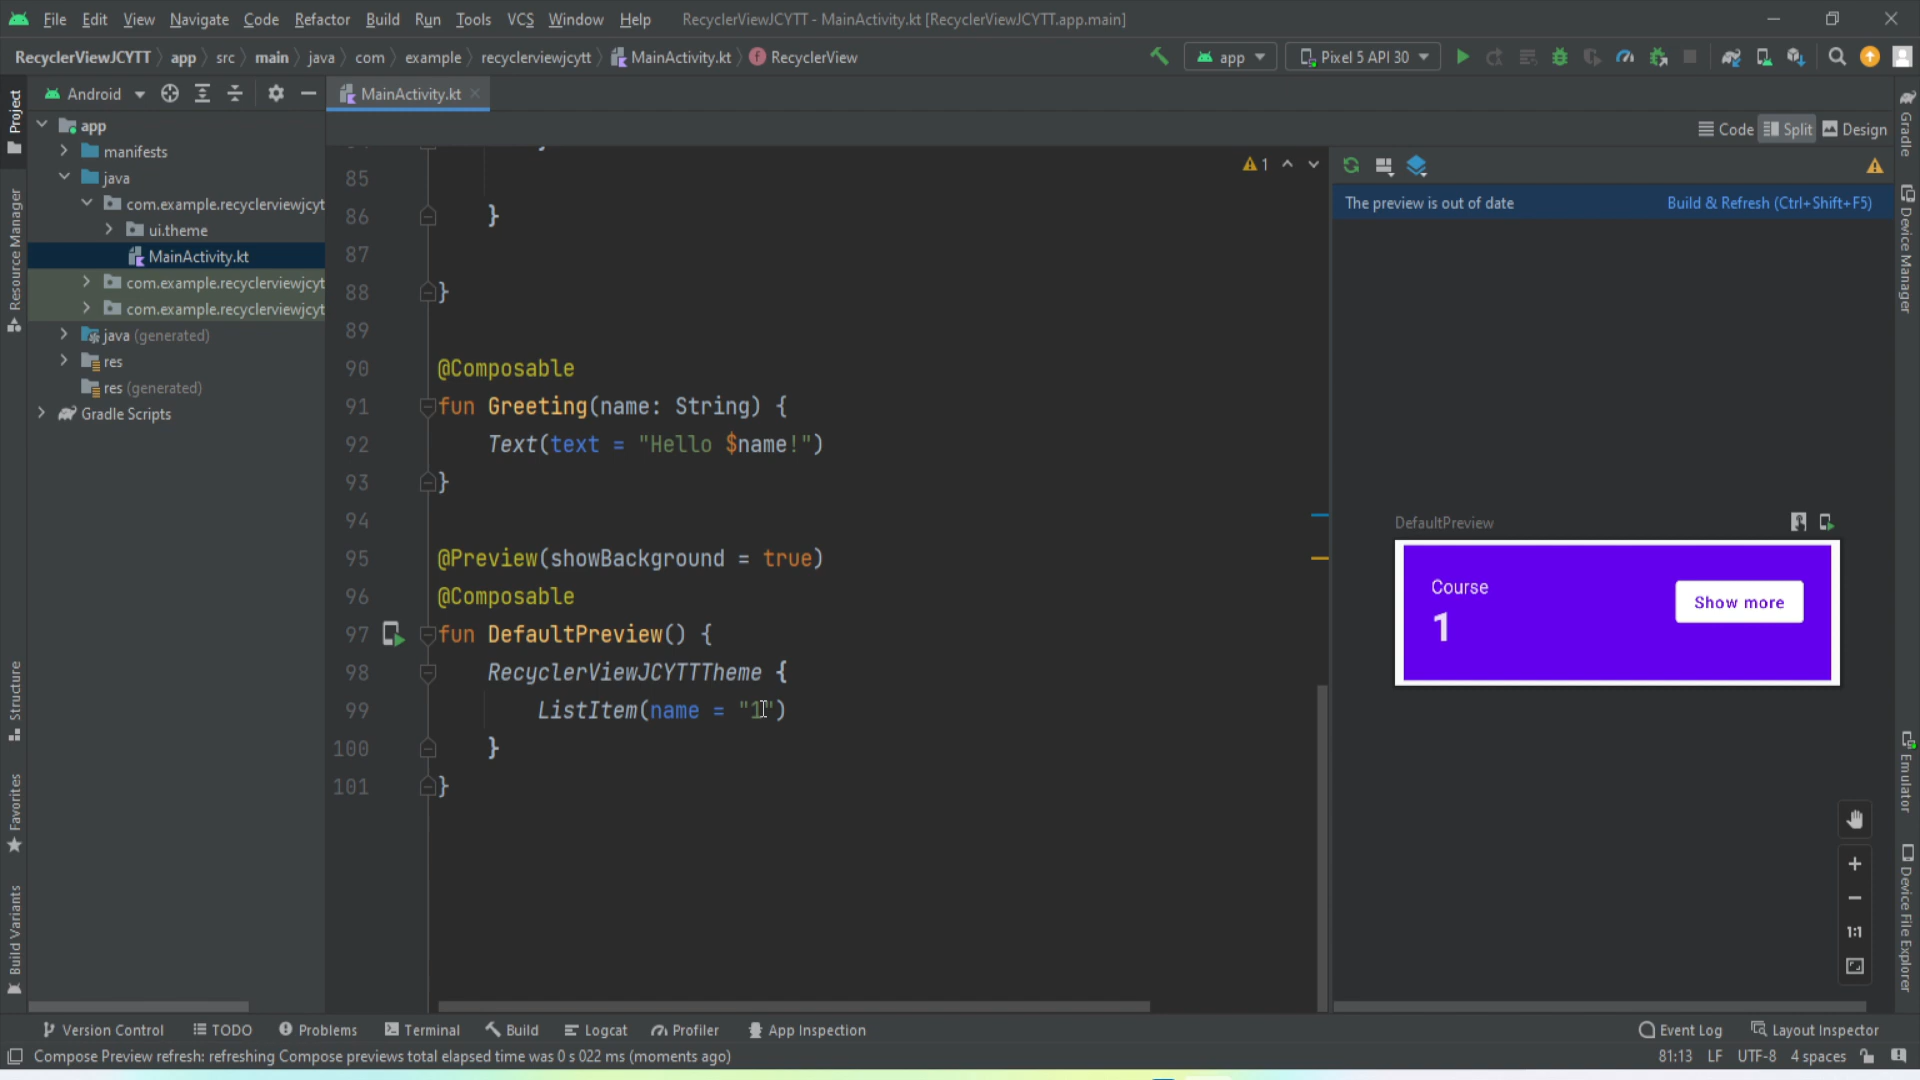 File Edit View Navigate Code Refactor Build Run Tools VCS Window Help RecyclerViewJCYTT - MainActivity.kt [RecyclerViewJCYTT.app.main]
RecyclerViewJCYTT app src main java com example recyclerviewjcytt MainActivity.kt RecyclerView app Pixel 5 API 30
Project
Resource Manager
Structure
Favorites
Build Variants
Android
MainActivity.kt
app
manifests
java
com.example.recyclerviewjcyt
ui.theme
MainActivity.kt
com.example.recyclerviewjcyt
com.example.recyclerviewjcyt
java (generated)
res
res (generated)
Gradle Scripts
Code Split Design
1
85
86 }
87
88 }
89
90 @Composable
91 fun Greeting(name: String) {
92 Text(text = "Hello $name!")
93 }
94
95 @Preview(showBackground = true)
96 @Composable
97 fun DefaultPreview() {
98 RecyclerViewJCYTTTheme {
99 ListItem(name = "1")
100 }
101 }
The preview is out of date Build & Refresh (Ctrl+Shift+F5)
DefaultPreview
Course
1
Show more
1:1
Gradle
Device Manager
Emulator
Device File Explorer
Version Control TODO Problems Terminal Build Logcat Profiler App Inspection Event Log Layout Inspector
Compose Preview refresh: refreshing Compose previews total elapsed time was 0 s 022 ms (moments ago) 81:13 LF UTF-8 4 spaces